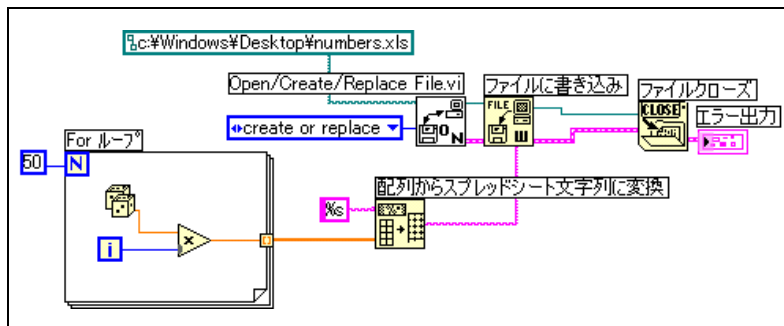 c:¥Windows¥Desktop¥numbers.xls
Open/Create/Replace File.vi
ファイルに書き込み
ファイルクローズ
FILE
W
CLOSE
エラー出力
create or replace
O
N
For ループ
50
N
配列からスプレッドシート文字列に変換
%s
i
×